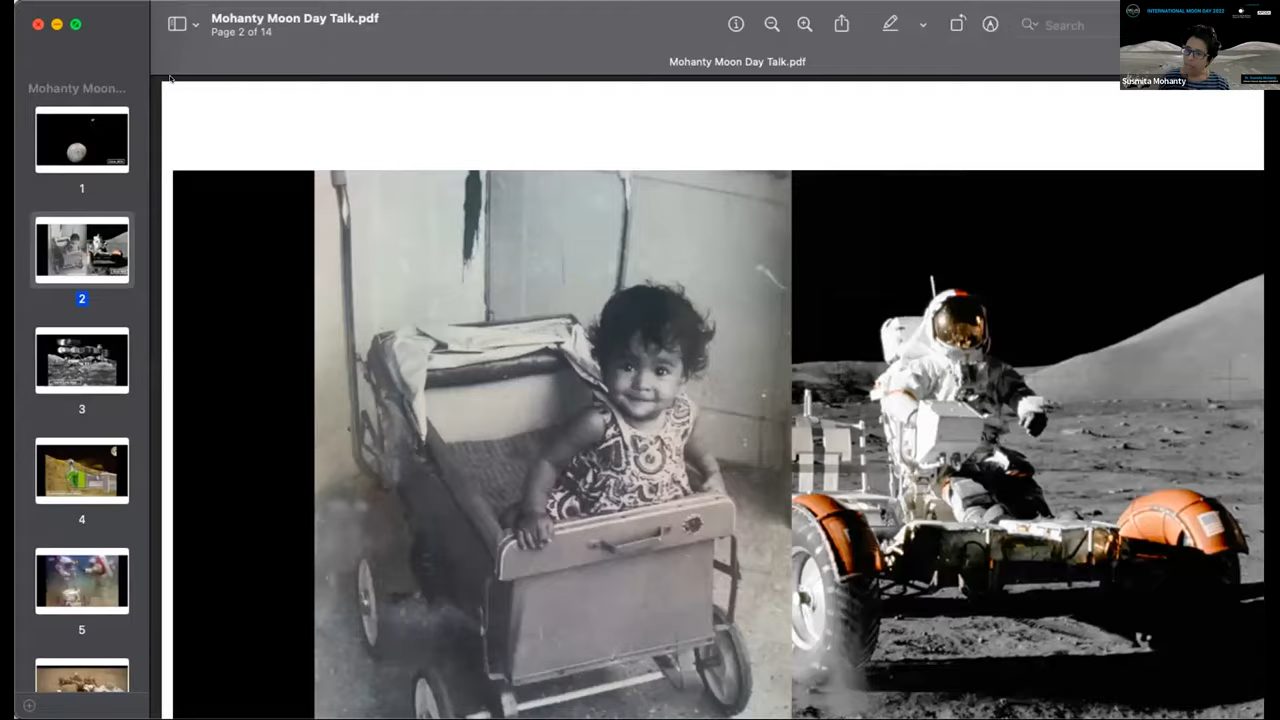 Mohanty Moon Day Talk.pdf
Page 2 of 14
Search
Mohanty Moon Day Talk.pdf
INTERNATIONAL MOON DAY 2022
Susmita Mohanty
Mohanty Moon...
1
2
3
4
5